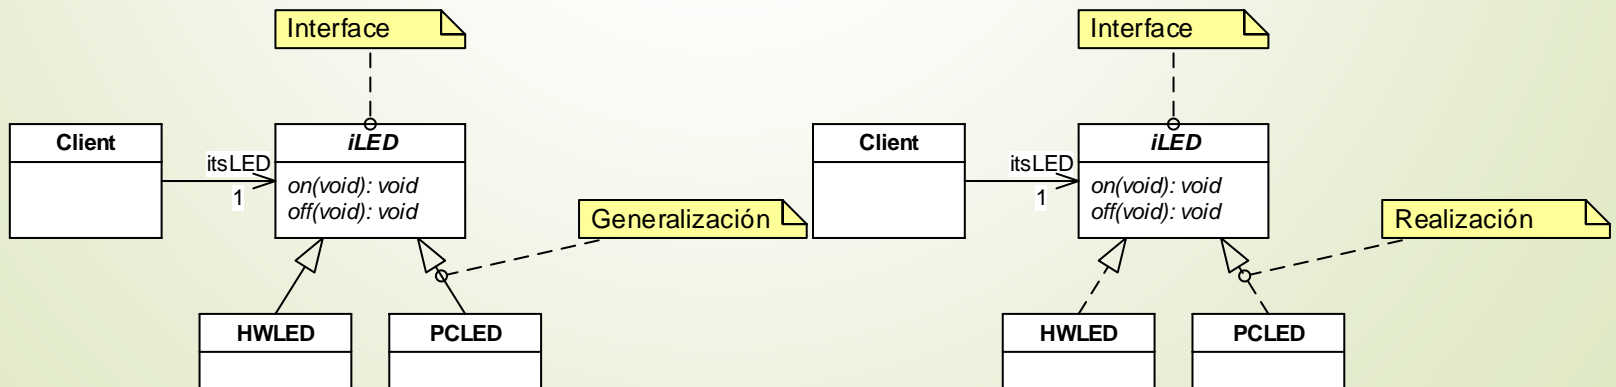 Interface
Client
iLED
itsLED
1
on(void): void
off(void): void
Generalización
HWLED
PCLED
Interface
Client
iLED
itsLED
1
on(void): void
off(void): void
Realización
HWLED
PCLED